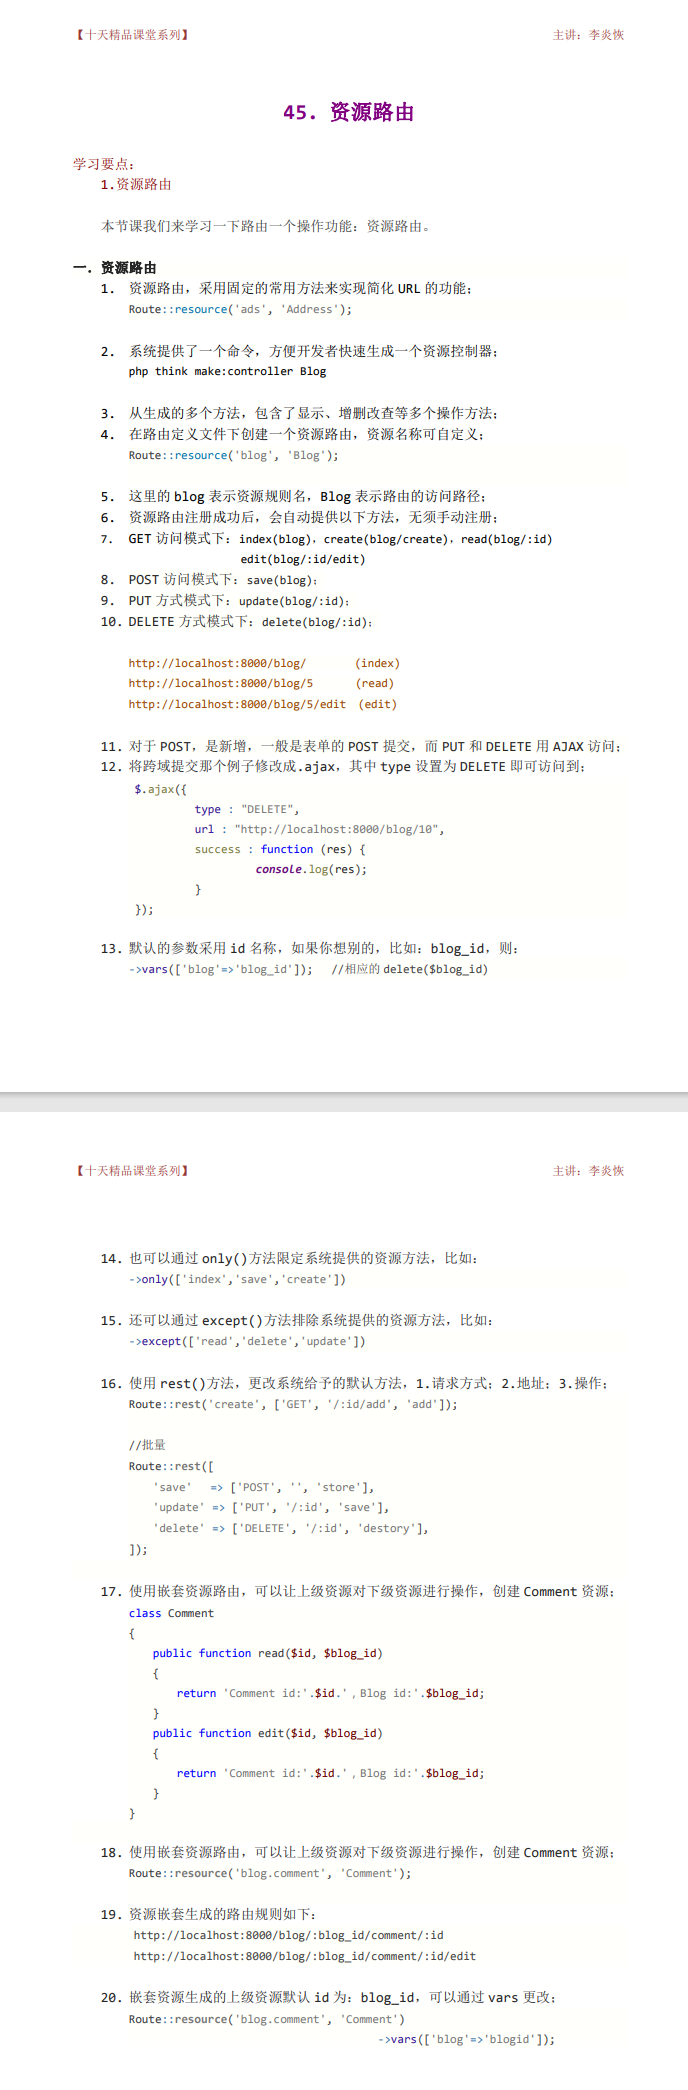 【十天精品课堂系列】 主讲：李炎恢
45．资源路由
学习要点：
1.资源路由
本节课我们来学习一下路由一个操作功能：资源路由。
一．资源路由
1. 资源路由，采用固定的常用方法来实现简化 URL 的功能；
Route::resource('ads', 'Address');
2. 系统提供了一个命令，方便开发者快速生成一个资源控制器；
php think make:controller Blog
3. 从生成的多个方法，包含了显示、增删改查等多个操作方法；
4. 在路由定义文件下创建一个资源路由，资源名称可自定义；
Route::resource('blog', 'Blog');
5. 这里的 blog 表示资源规则名，Blog 表示路由的访问路径；
6. 资源路由注册成功后，会自动提供以下方法，无须手动注册；
7. GET 访问模式下：index(blog)，create(blog/create)，read(blog/:id)
edit(blog/:id/edit)
8. POST 访问模式下：save(blog)；
9. PUT 方式模式下：update(blog/:id)；
10. DELETE 方式模式下：delete(blog/:id)；
http://localhost:8000/blog/ (index)
http://localhost:8000/blog/5 (read)
http://localhost:8000/blog/5/edit (edit)
11. 对于 POST，是新增，一般是表单的 POST 提交，而 PUT 和 DELETE 用 AJAX 访问；
12. 将跨域提交那个例子修改成.ajax，其中 type 设置为 DELETE 即可访问到；
$.ajax({
type : "DELETE",
url : "http://localhost:8000/blog/10",
success : function (res) {
console.log(res);
}
});
13. 默认的参数采用 id 名称，如果你想别的，比如：blog_id，则：
->vars(['blog'=>'blog_id']); //相应的 delete($blog_id)
【十天精品课堂系列】 主讲：李炎恢
14. 也可以通过 only()方法限定系统提供的资源方法，比如：
->only(['index','save','create'])
15. 还可以通过 except()方法排除系统提供的资源方法，比如：
->except(['read','delete','update'])
16. 使用 rest()方法，更改系统给予的默认方法，1.请求方式；2.地址；3.操作；
Route::rest('create', ['GET', '/:id/add', 'add']);
//批量
Route::rest([
'save' => ['POST', '', 'store'],
'update' => ['PUT', '/:id', 'save'],
'delete' => ['DELETE', '/:id', 'destory'],
]);
17. 使用嵌套资源路由，可以让上级资源对下级资源进行操作，创建 Comment 资源；
class Comment
{
public function read($id, $blog_id)
{
return 'Comment id:'.$id.'，Blog id:'.$blog_id;
}
public function edit($id, $blog_id)
{
return 'Comment id:'.$id.'，Blog id:'.$blog_id;
}
}
18. 使用嵌套资源路由，可以让上级资源对下级资源进行操作，创建 Comment 资源；
Route::resource('blog.comment', 'Comment');
19. 资源嵌套生成的路由规则如下：
http://localhost:8000/blog/:blog_id/comment/:id
http://localhost:8000/blog/:blog_id/comment/:id/edit
20. 嵌套资源生成的上级资源默认 id 为：blog_id，可以通过 vars 更改；
Route::resource('blog.comment', 'Comment')
->vars(['blog'=>'blogid']);